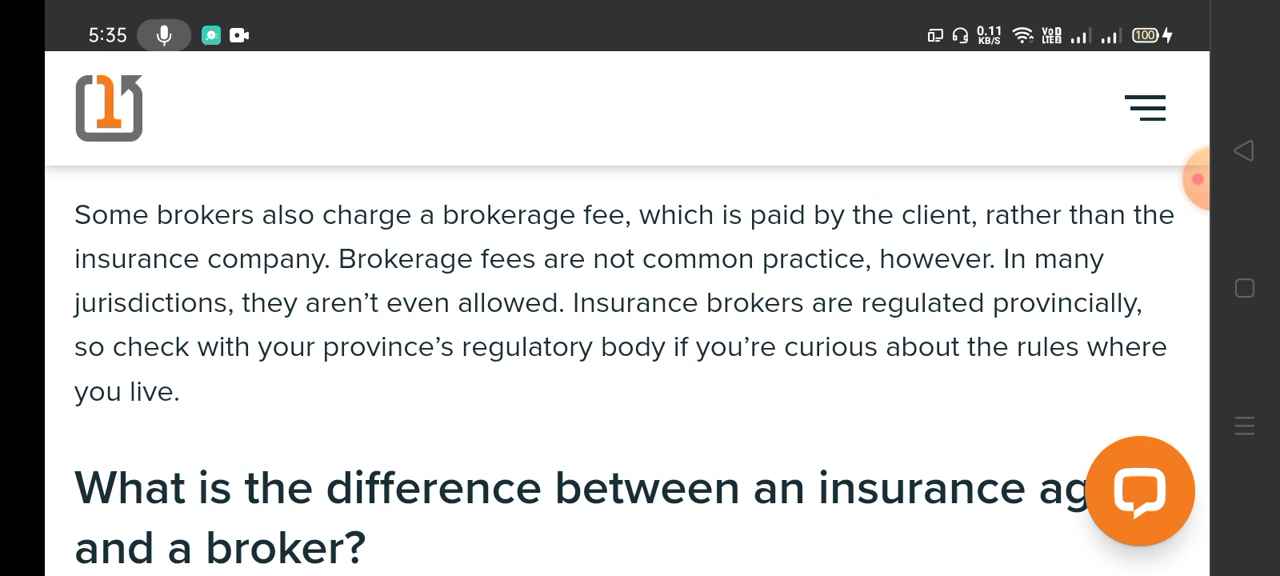 5:35
0.11
KB/S
VoD
LTE2
100
1
Some brokers also charge a brokerage fee, which is paid by the client, rather than the
insurance company. Brokerage fees are not common practice, however. In many
jurisdictions, they aren’t even allowed. Insurance brokers are regulated provincially,
so check with your province’s regulatory body if you’re curious about the rules where
you live.
What is the difference between an insurance ag
and a broker?